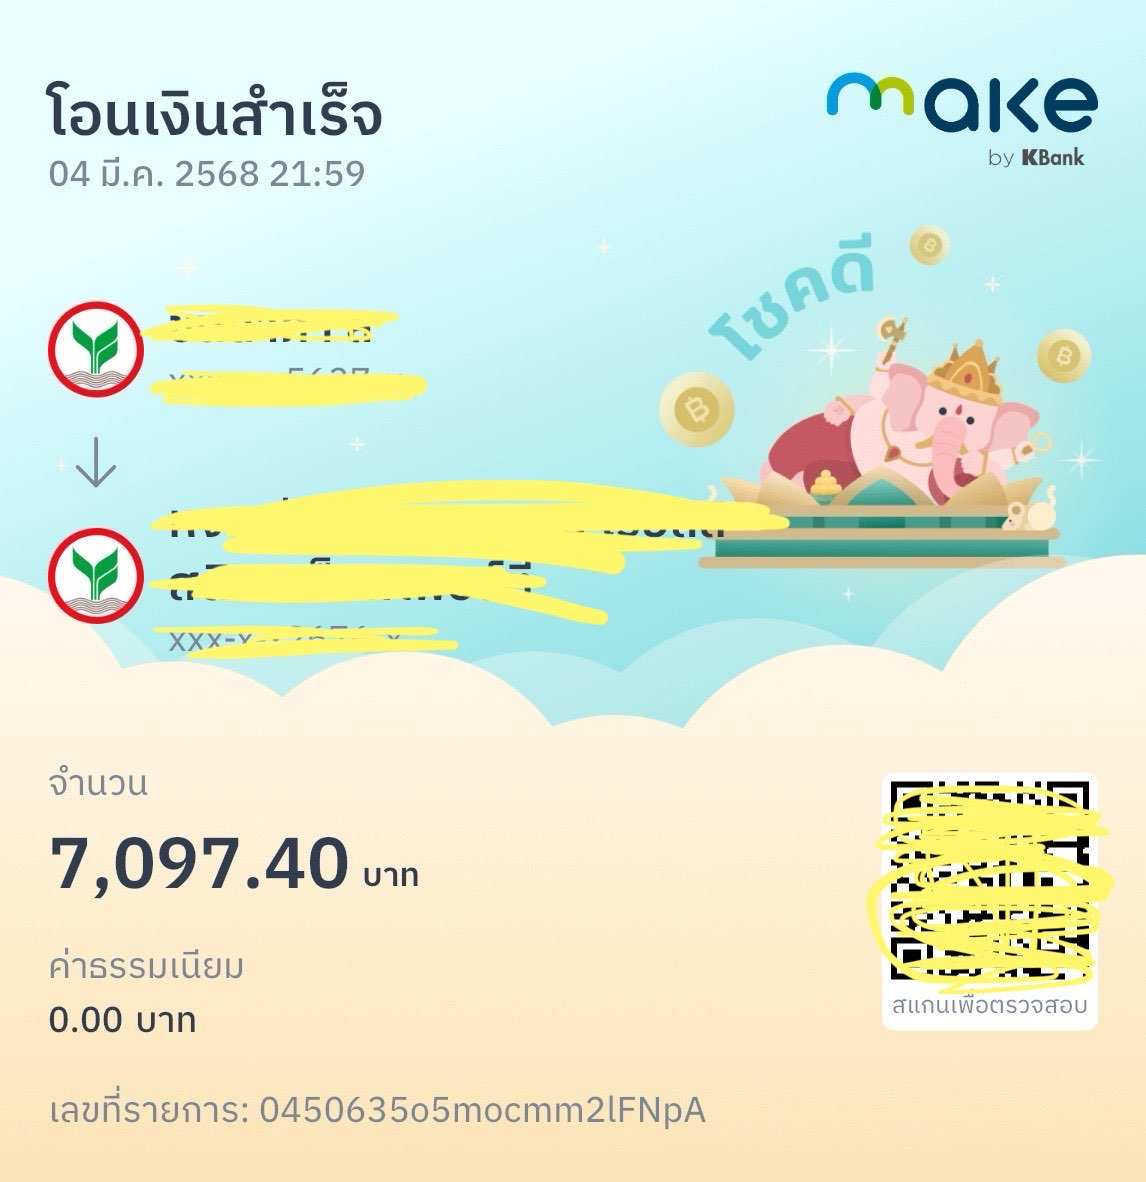 โอนเงินสำเร็จ
04 มี.ค. 2568 21:59
make
by KBank
โชคดี
จำนวน
7,097.40 บาท
ค่าธรรมเนียม
0.00 บาท
สแกนเพื่อตรวจสอบ
เลขที่รายการ: 0450635o5mocmm2lFNpA